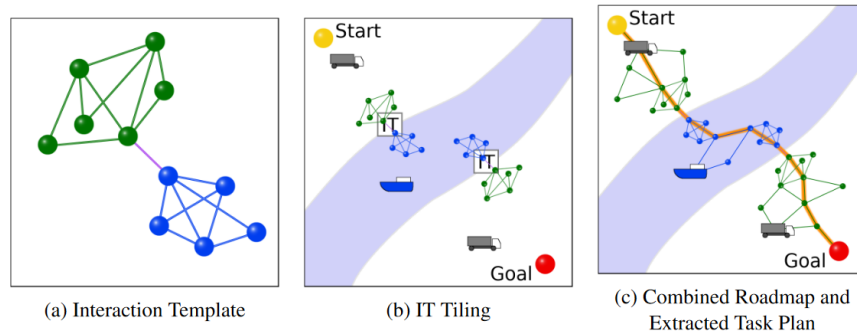 Start
IT
IT
Goal
Start
Goal
(a) Interaction Template
(b) IT Tiling
(c) Combined Roadmap and
Extracted Task Plan